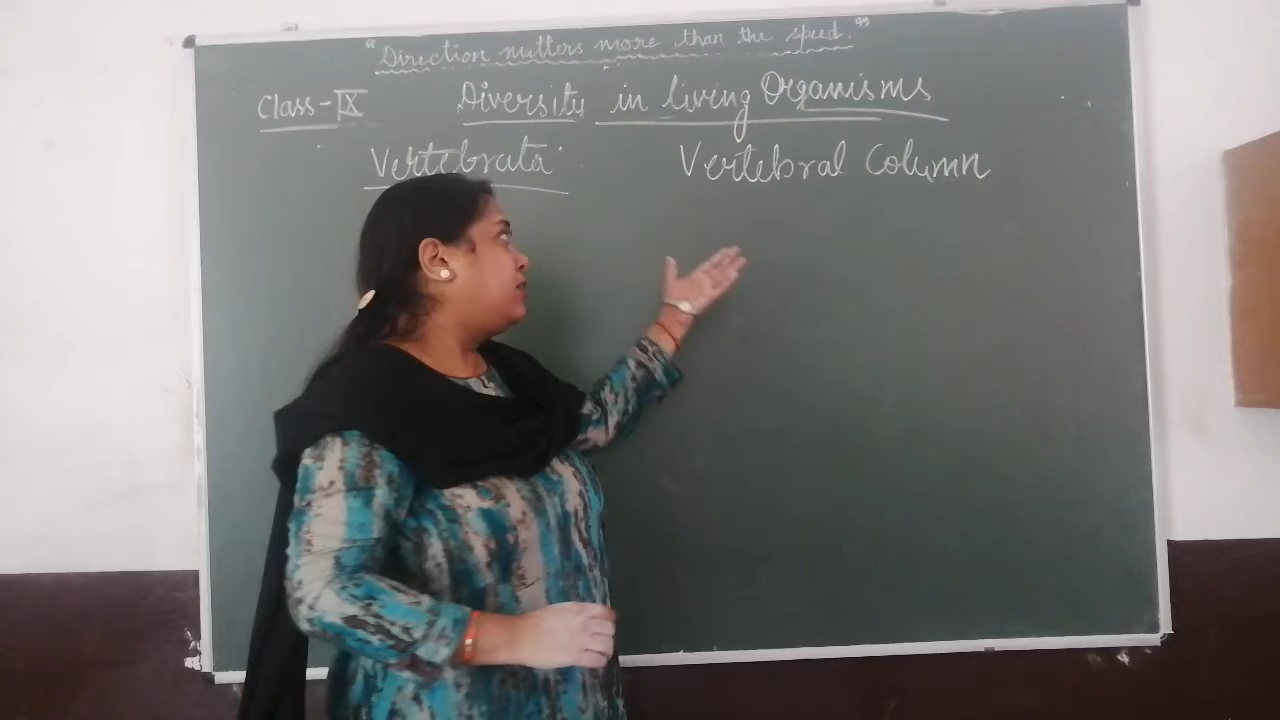 "Direction matters more than the speed."
Class-IX Diversity in living Organisms
Vertebrata Vertebral Column